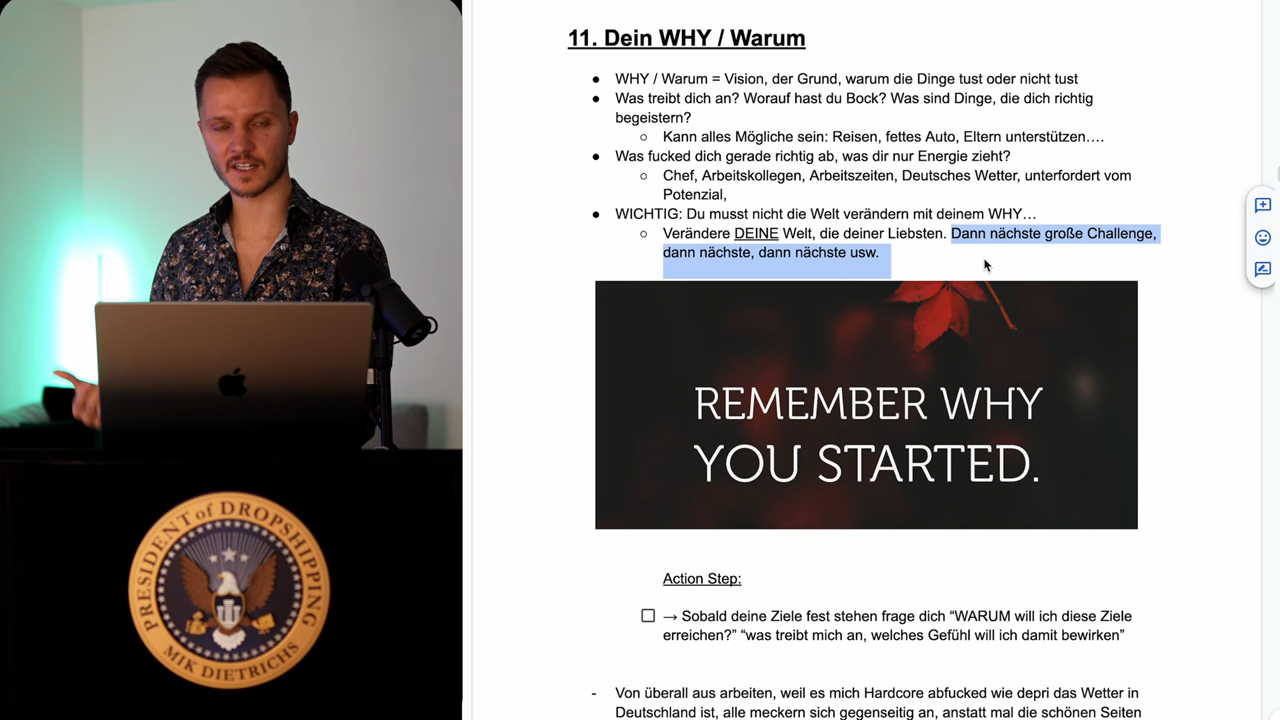 11. Dein WHY / Warum
● WHY / Warum = Vision, der Grund, warum die Dinge tust oder nicht tust
● Was treibt dich an? Worauf hast du Bock? Was sind Dinge, die dich richtig
begeistern?
○ Kann alles Mögliche sein: Reisen, fettes Auto, Eltern unterstützen….
● Was fucked dich gerade richtig ab, was dir nur Energie zieht?
○ Chef, Arbeitskollegen, Arbeitszeiten, Deutsches Wetter, unterfordert vom
Potenzial,
● WICHTIG: Du musst nicht die Welt verändern mit deinem WHY…
○ Verändere DEINE Welt, die deiner Liebsten. Dann nächste große Challenge,
dann nächste, dann nächste usw.
REMEMBER WHY
YOU STARTED.
Action Step:
☐ → Sobald deine Ziele fest stehen frage dich “WARUM will ich diese Ziele
erreichen?” “was treibt mich an, welches Gefühl will ich damit bewirken”
- Von überall aus arbeiten, weil es mich Hardcore abfucked wie depri das Wetter in
Deutschland ist, alle meckern sich gegenseitig an, anstatt mal die schönen Seiten
PRESIDENT of DROPSHIPPING
MIK DIETRICHS